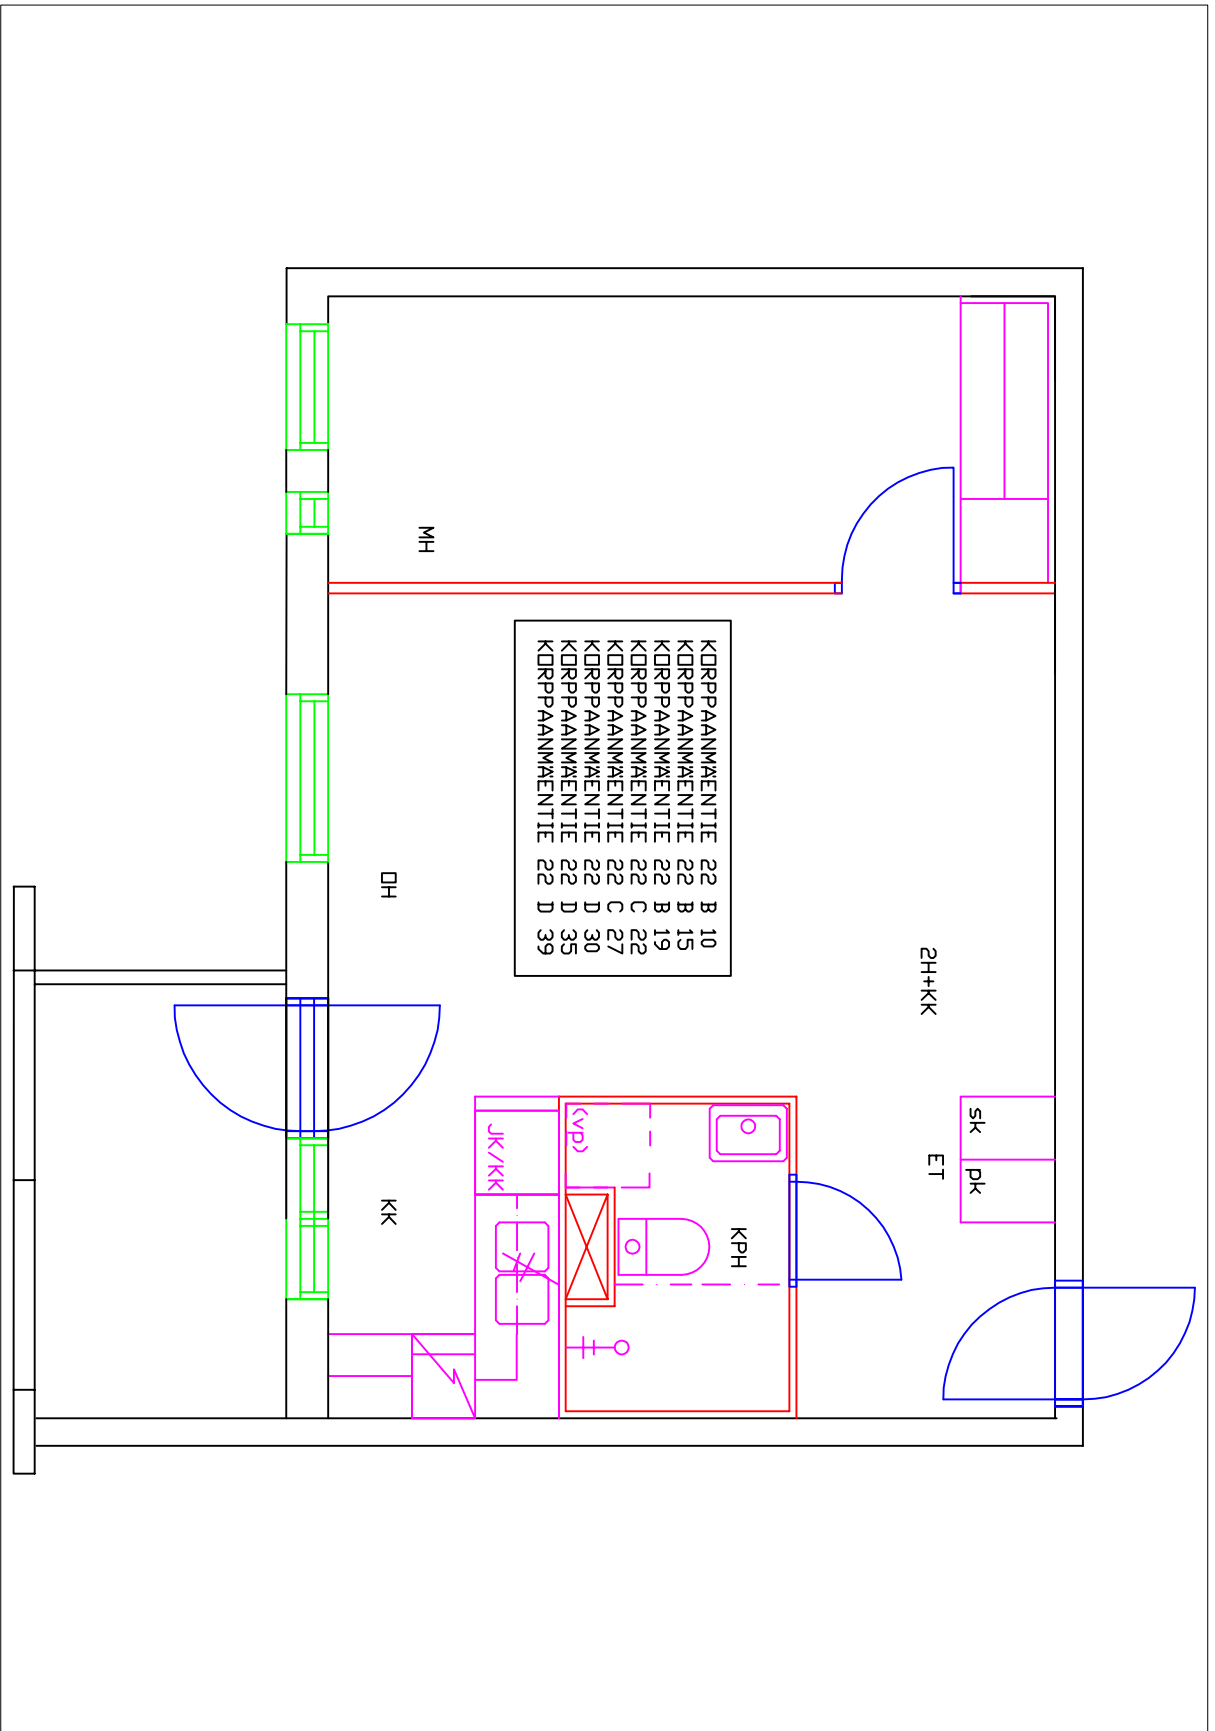 2H+KK
ET
sk
pk
KPH
KORPPAANMÄENTIE 22 B 10
KORPPAANMÄENTIE 22 B 15
KORPPAANMÄENTIE 22 B 19
KORPPAANMÄENTIE 22 C 22
KORPPAANMÄENTIE 22 C 27
KORPPAANMÄENTIE 22 D 30
KORPPAANMÄENTIE 22 D 35
KORPPAANMÄENTIE 22 D 39
(vp)
JK/KK
MH
OH
KK